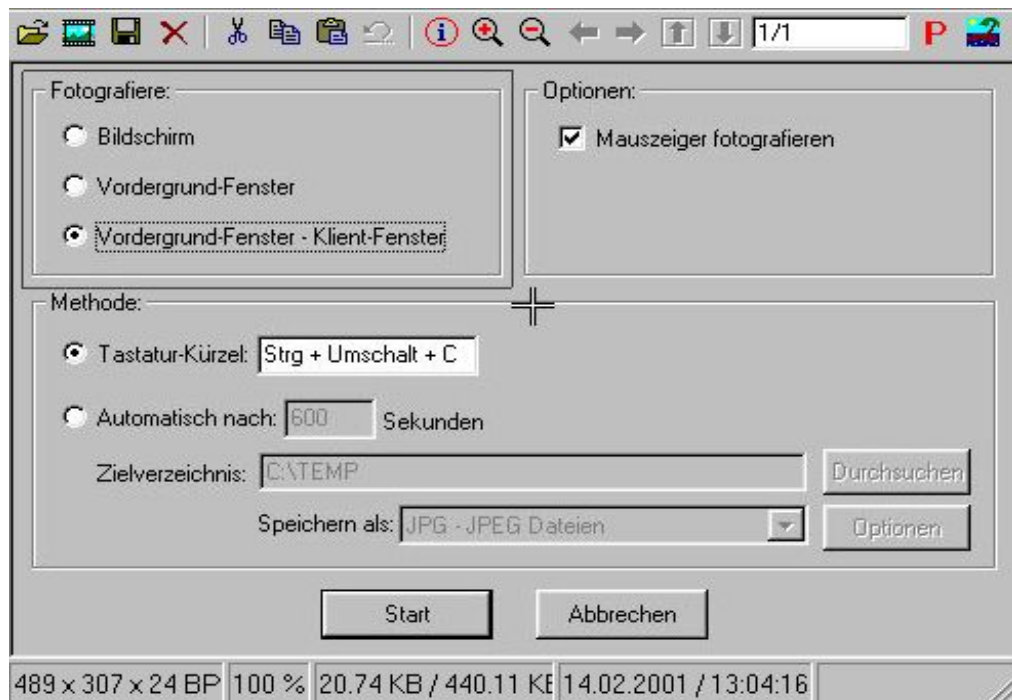 1/1 P
Fotografiere:
Bildschirm
Vordergrund-Fenster
Vordergrund-Fenster - Klient-Fenster
Optionen:
Mauszeiger fotografieren
Methode:
Tastatur-Kürzel: Strg + Umschalt + C
Automatisch nach: 600 Sekunden
Zielverzeichnis: C:\TEMP Durchsuchen
Speichern als: JPG - JPEG Dateien Optionen
Start Abbrechen
489 x 307 x 24 BP 100 % 20.74 KB / 440.11 KE 14.02.2001 / 13:04:16